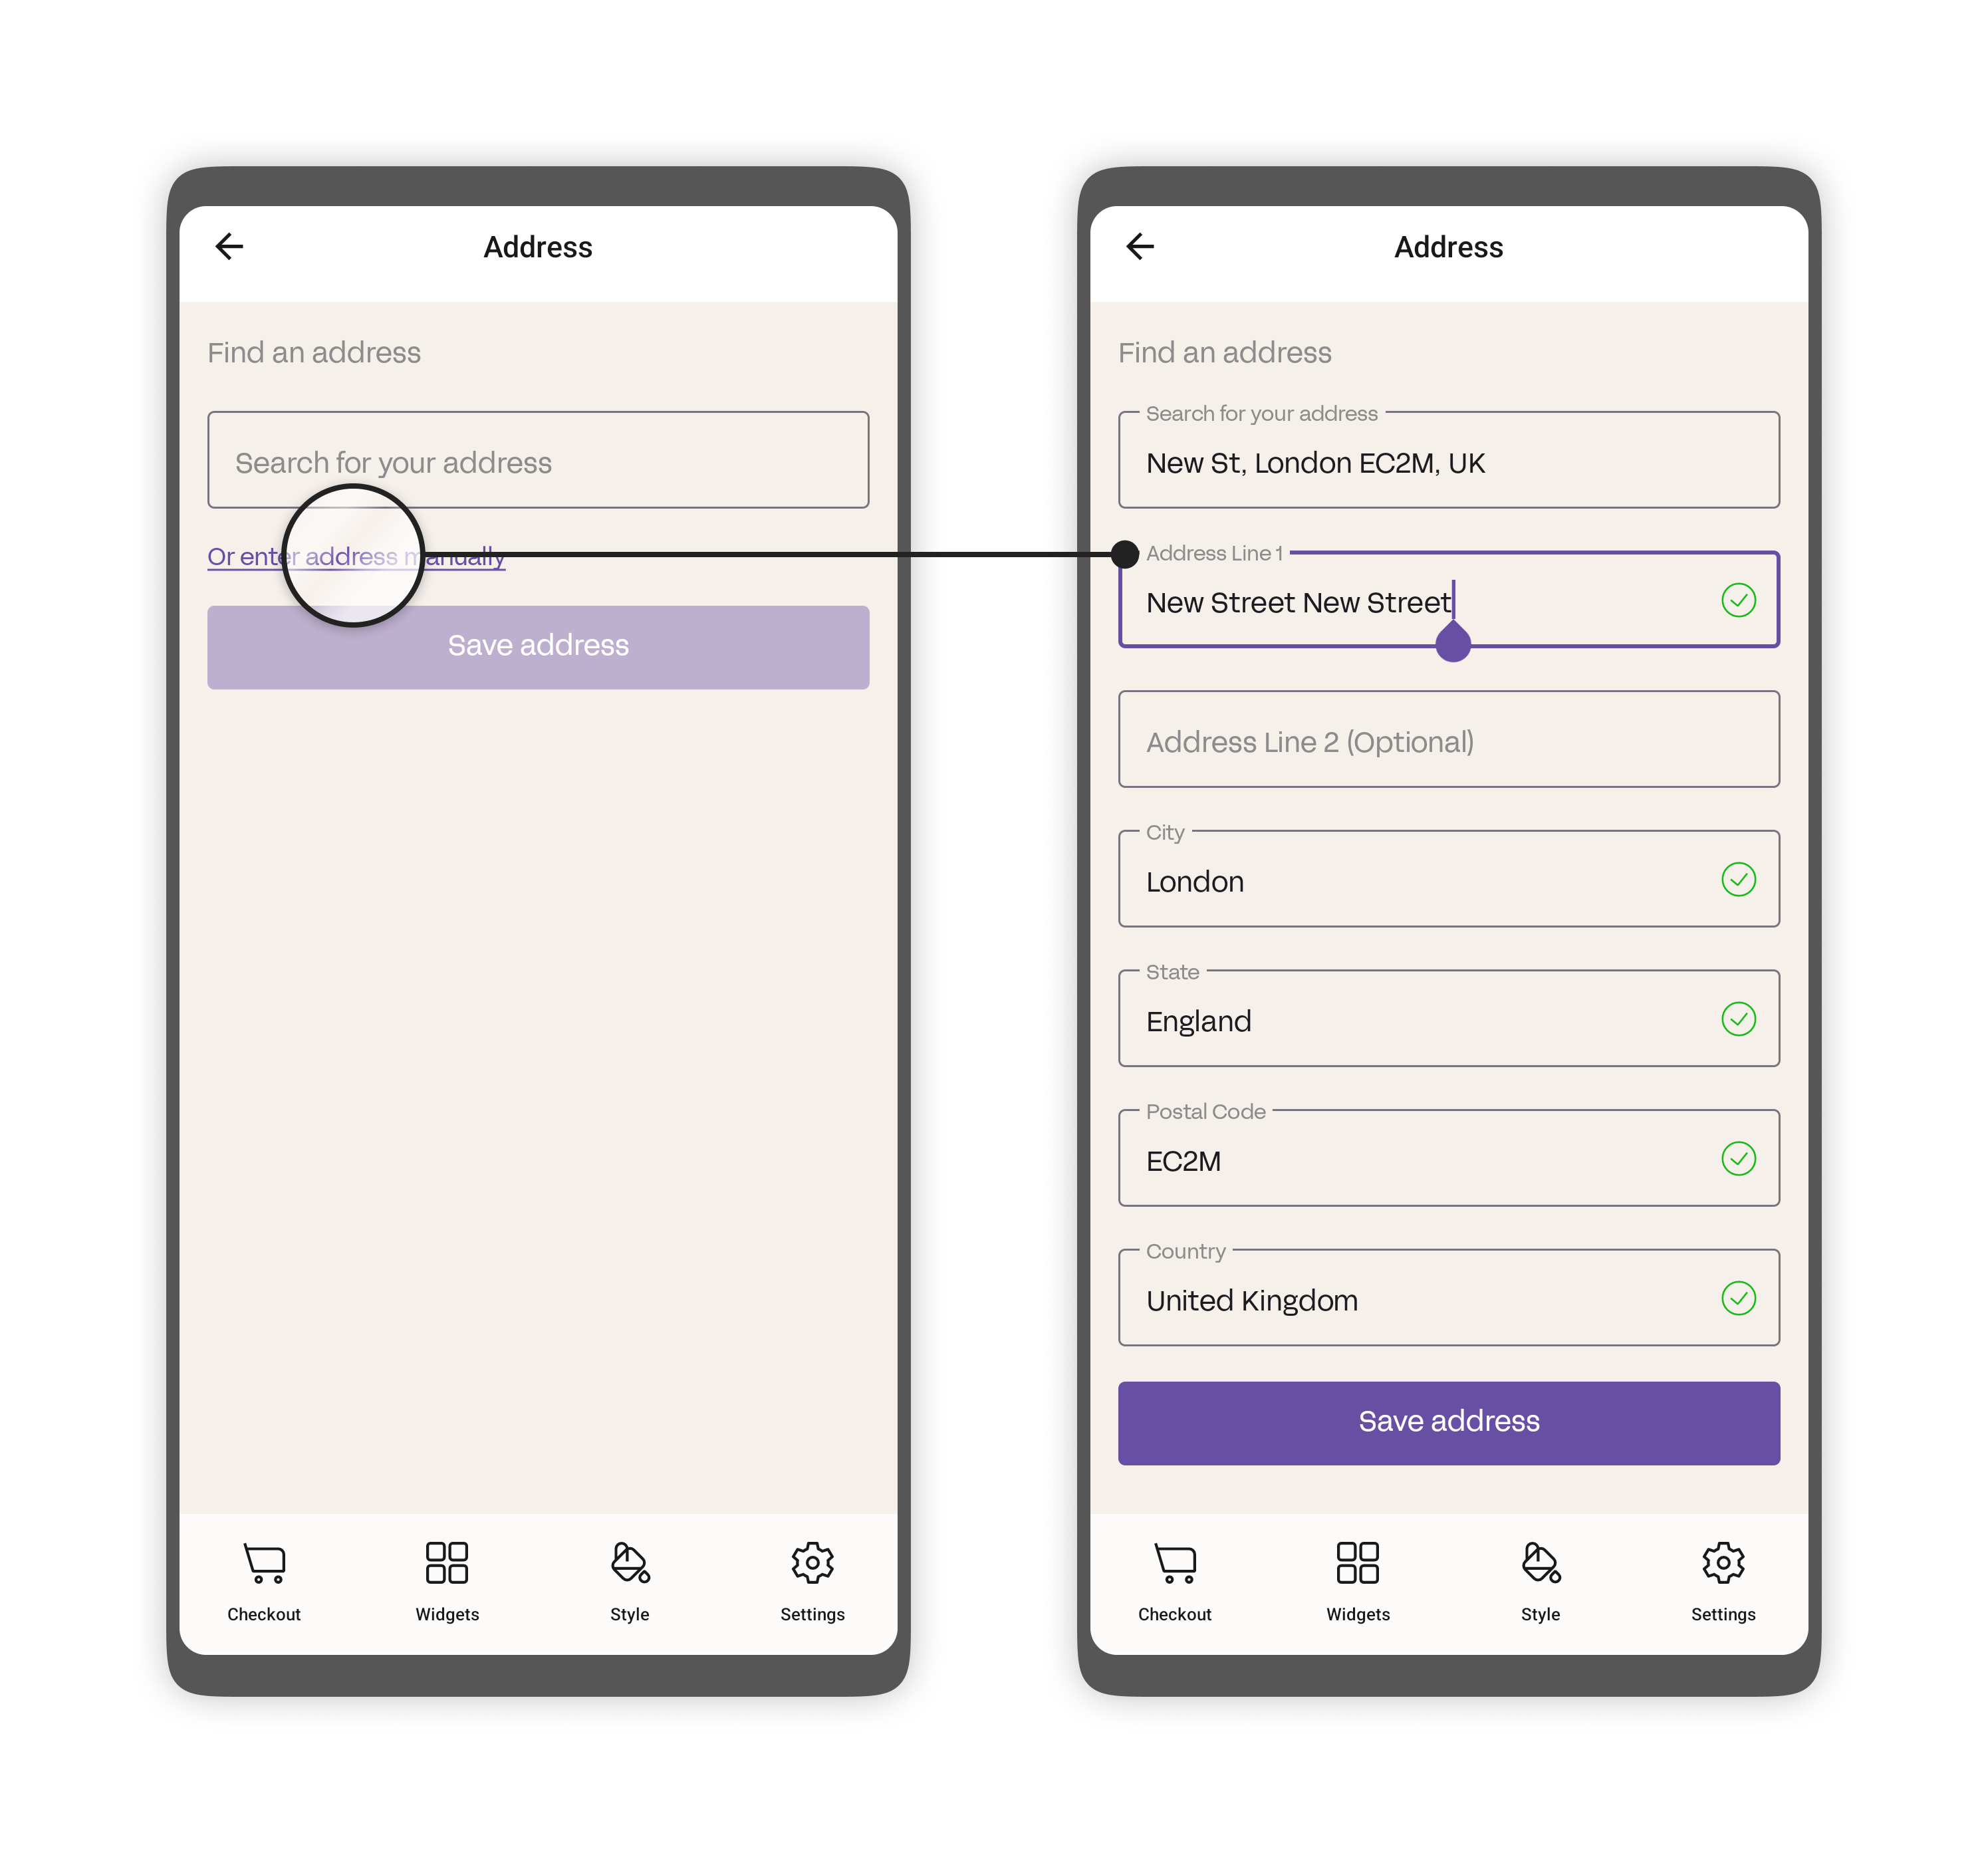 Address
Find an address
Search for your address
Or enter address manually
Save address
Checkout
Widgets
Style
Settings
Address
Find an address
Search for your address
New St, London EC2M, UK
Address Line 1
New Street New Street
Address Line 2 (Optional)
City
London
State
England
Postal Code
EC2M
Country
United Kingdom
Save address
Checkout
Widgets
Style
Settings